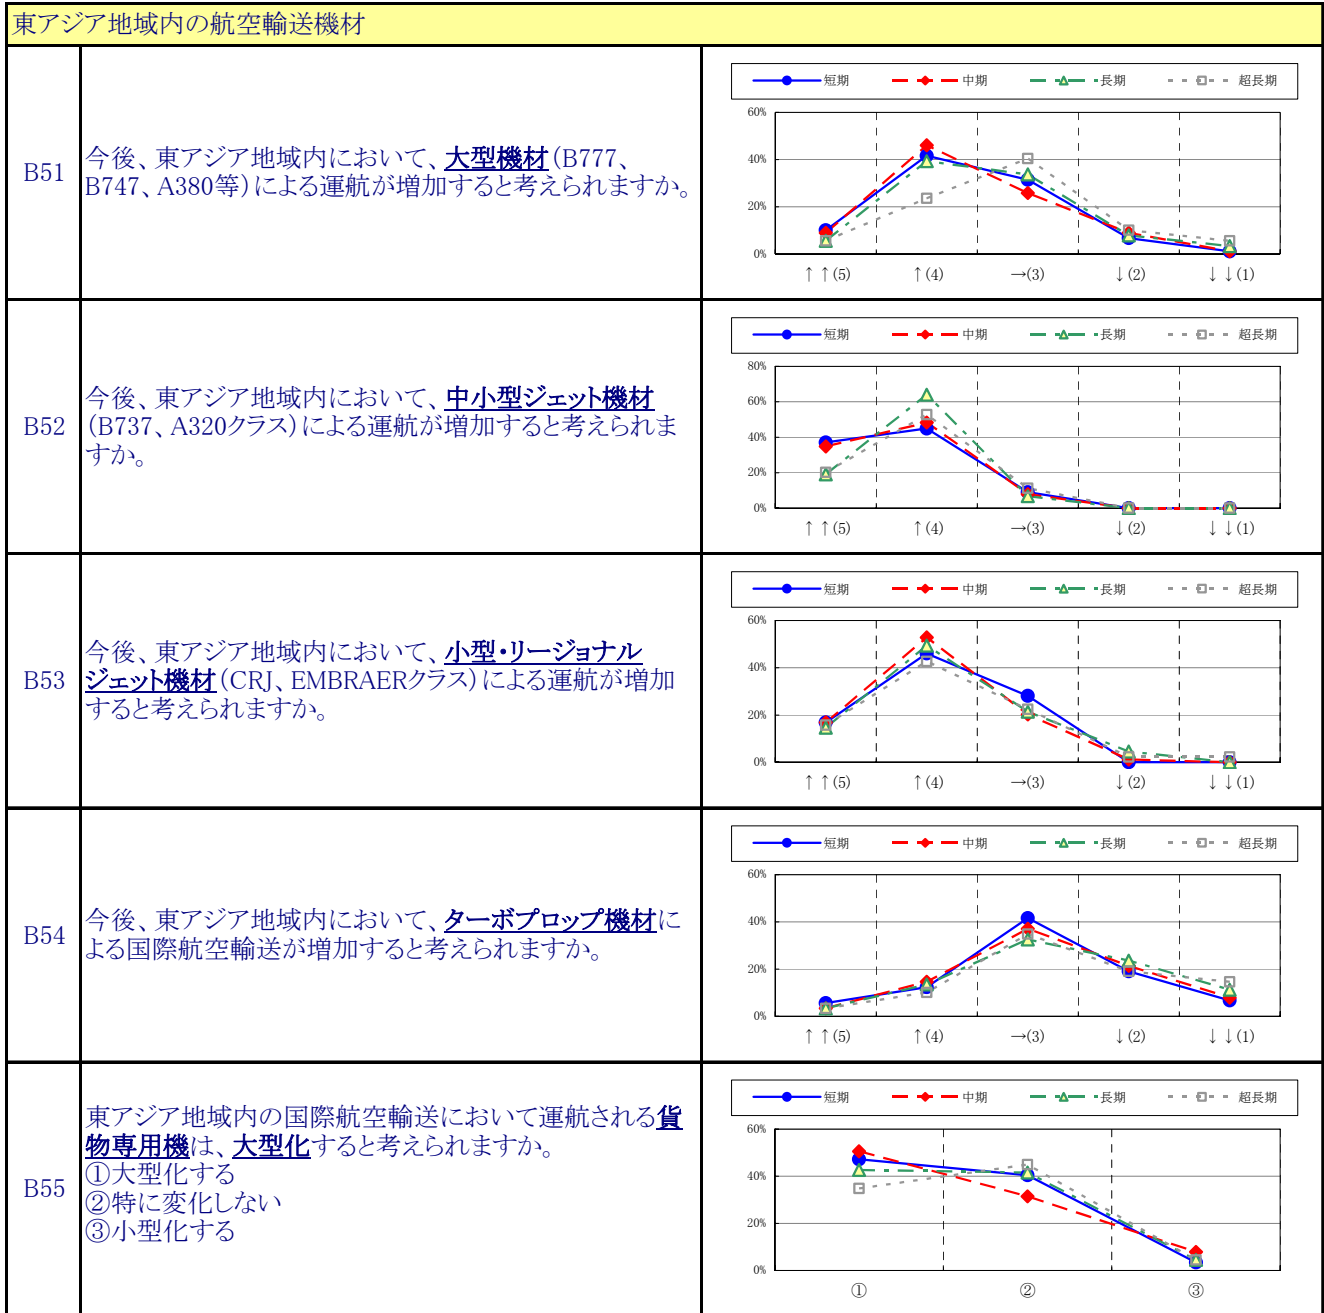 東アジア地域内の航空輸送機材
B51
今後、東アジア地域内において、大型機材(B777、
B747、A380等)による運航が増加すると考えられますか。
短期 中期 長期 超長期
60%
40%
20%
0%
↑↑(5) ↑(4) →(3) ↓(2) ↓↓(1)
B52
今後、東アジア地域内において、中小型ジェット機材
(B737、A320クラス)による運航が増加すると考えられま
すか。
短期 中期 長期 超長期
80%
60%
40%
20%
0%
↑↑(5) ↑(4) →(3) ↓(2) ↓↓(1)
B53
今後、東アジア地域内において、小型・リージョナル
ジェット機材(CRJ、EMBRAERクラス)による運航が増加
すると考えられますか。
短期 中期 長期 超長期
60%
40%
20%
0%
↑↑(5) ↑(4) →(3) ↓(2) ↓↓(1)
B54
今後、東アジア地域内において、ターボプロップ機材に
よる国際航空輸送が増加すると考えられますか。
短期 中期 長期 超長期
60%
40%
20%
0%
↑↑(5) ↑(4) →(3) ↓(2) ↓↓(1)
B55
東アジア地域内の国際航空輸送において運航される貨
物専用機は、大型化すると考えられますか。
①大型化する
②特に変化しない
③小型化する
短期 中期 長期 超長期
60%
40%
20%
0%
① ② ③